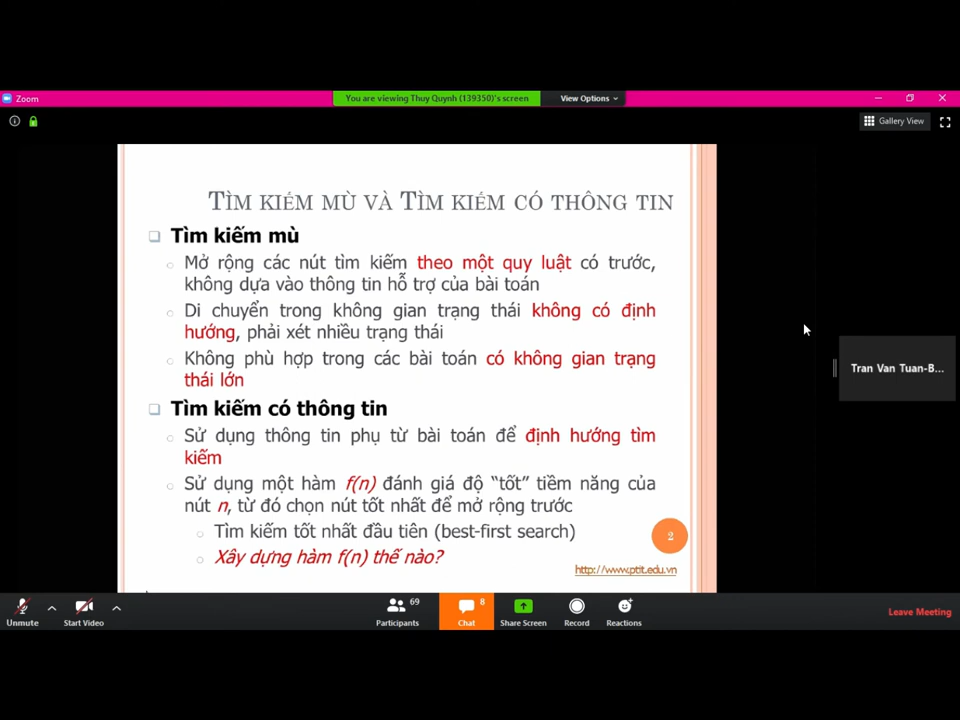 Zoom
You are viewing Thuy Quynh (139350)'s screen
View Options
Gallery View
TÌM KIẾM MÙ VÀ TÌM KIẾM CÓ THÔNG TIN
Tìm kiếm mù
Mở rộng các nút tìm kiếm theo một quy luật có trước,
không dựa vào thông tin hỗ trợ của bài toán
Di chuyển trong không gian trạng thái không có định
hướng, phải xét nhiều trạng thái
Không phù hợp trong các bài toán có không gian trạng
thái lớn
Tìm kiếm có thông tin
Sử dụng thông tin phụ từ bài toán để định hướng tìm
kiếm
Sử dụng một hàm f(n) đánh giá độ "tốt" tiềm năng của
nút n, từ đó chọn nút tốt nhất để mở rộng trước
Tìm kiếm tốt nhất đầu tiên (best-first search)
Xây dựng hàm f(n) thế nào?
2
http://www.ptit.edu.vn
Tran Van Tuan-B...
Unmute
Start Video
Participants
69
Chat
8
Share Screen
Record
Reactions
Leave Meeting